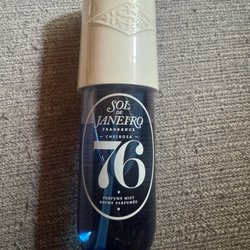 SOL
DE
JANEIRO
FRAGRANCE
CHEIROSA
76
PERFUME MIST
BRUME PARFUMÉE